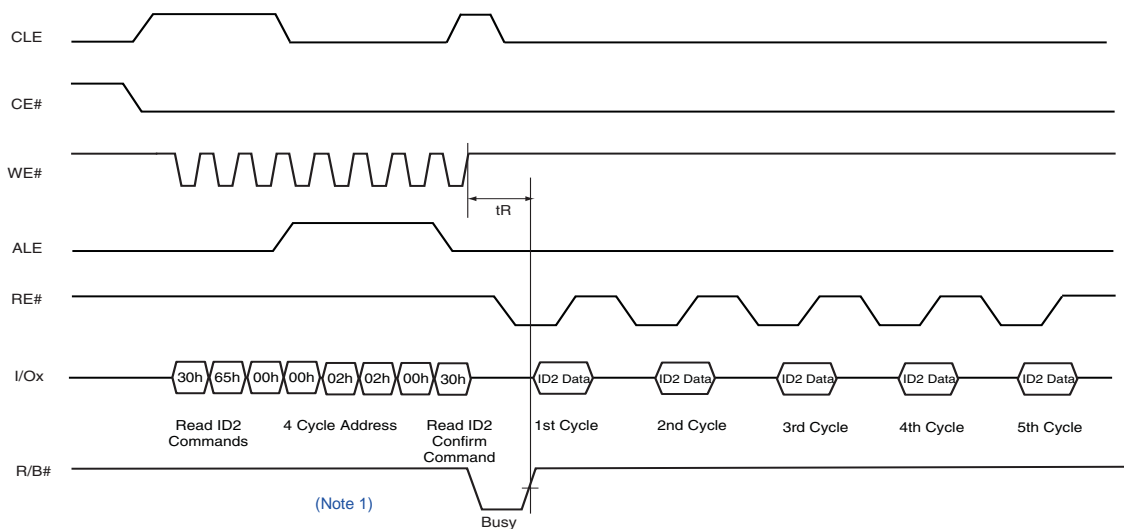 CLE
CE#
WE#
tR
ALE
RE#
I/Ox
30h 65h 00h 00h 02h 02h 00h 30h ID2 Data ID2 Data ID2 Data ID2 Data ID2 Data
Read ID2
Commands
4 Cycle Address
Read ID2
Confirm
Command
1st Cycle
2nd Cycle
3rd Cycle
4th Cycle
5th Cycle
R/B#
(Note 1)
Busy